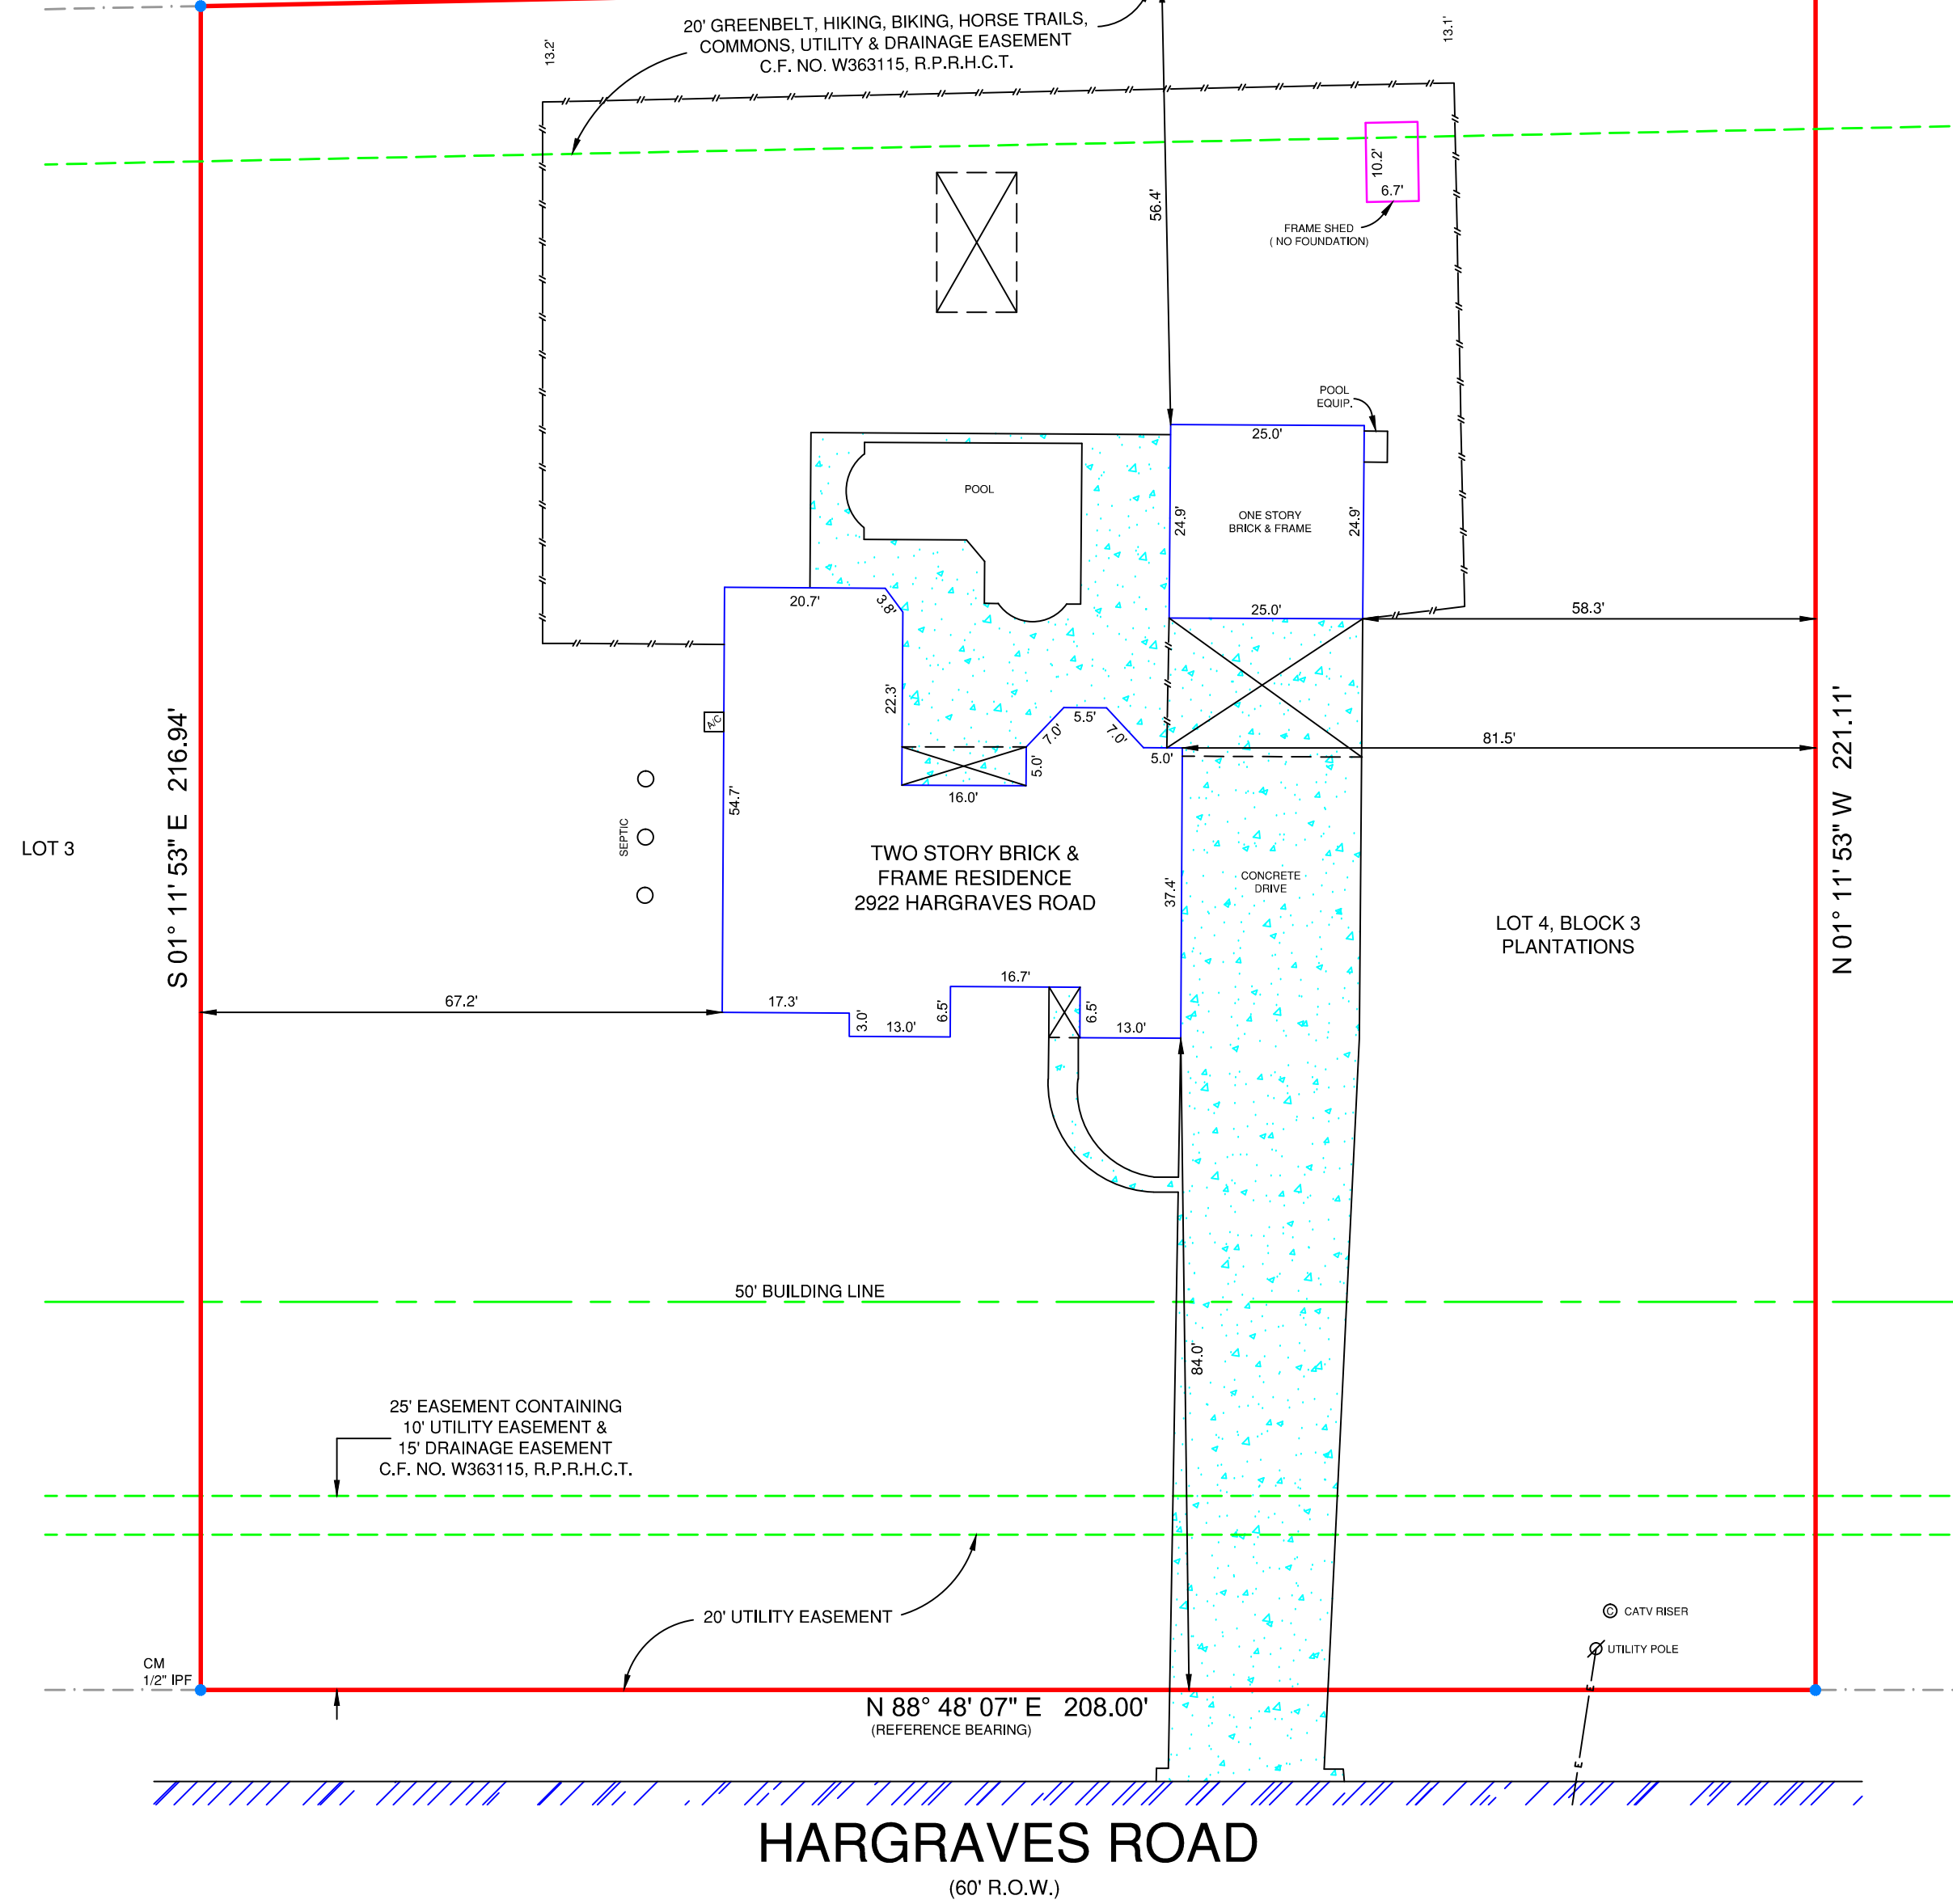 20' GREENBELT, HIKING, BIKING, HORSE TRAILS,
COMMONS, UTILITY & DRAINAGE EASEMENT
C.F. NO. W363115, R.P.R.H.C.T.
13.2'
13.1'
56.4'
10.2'
6.7'
FRAME SHED
( NO FOUNDATION)
POOL
EQUIP.
25.0'
POOL
24.9'
ONE STORY
BRICK & FRAME
24.9'
20.7'
3.8'
25.0'
58.3'
22.3'
5.5'
7.0'
7.0'
A/C
5.0'
5.0'
81.5'
16.0'
54.7'
SEPTIC
S 01° 11' 53" E 216.94'
N 01° 11' 53" W 221.11'
LOT 3
TWO STORY BRICK &
FRAME RESIDENCE
2922 HARGRAVES ROAD
37.4'
CONCRETE
DRIVE
LOT 4, BLOCK 3
PLANTATIONS
67.2'
17.3'
3.0'
13.0'
6.5'
16.7'
6.5'
13.0'
50' BUILDING LINE
84.0'
25' EASEMENT CONTAINING
10' UTILITY EASEMENT &
15' DRAINAGE EASEMENT
C.F. NO. W363115, R.P.R.H.C.T.
20' UTILITY EASEMENT
C CATV RISER
UTILITY POLE
CM
1/2" IPF
E
N 88° 48' 07" E 208.00'
(REFERENCE BEARING)
E
HARGRAVES ROAD
(60' R.O.W.)